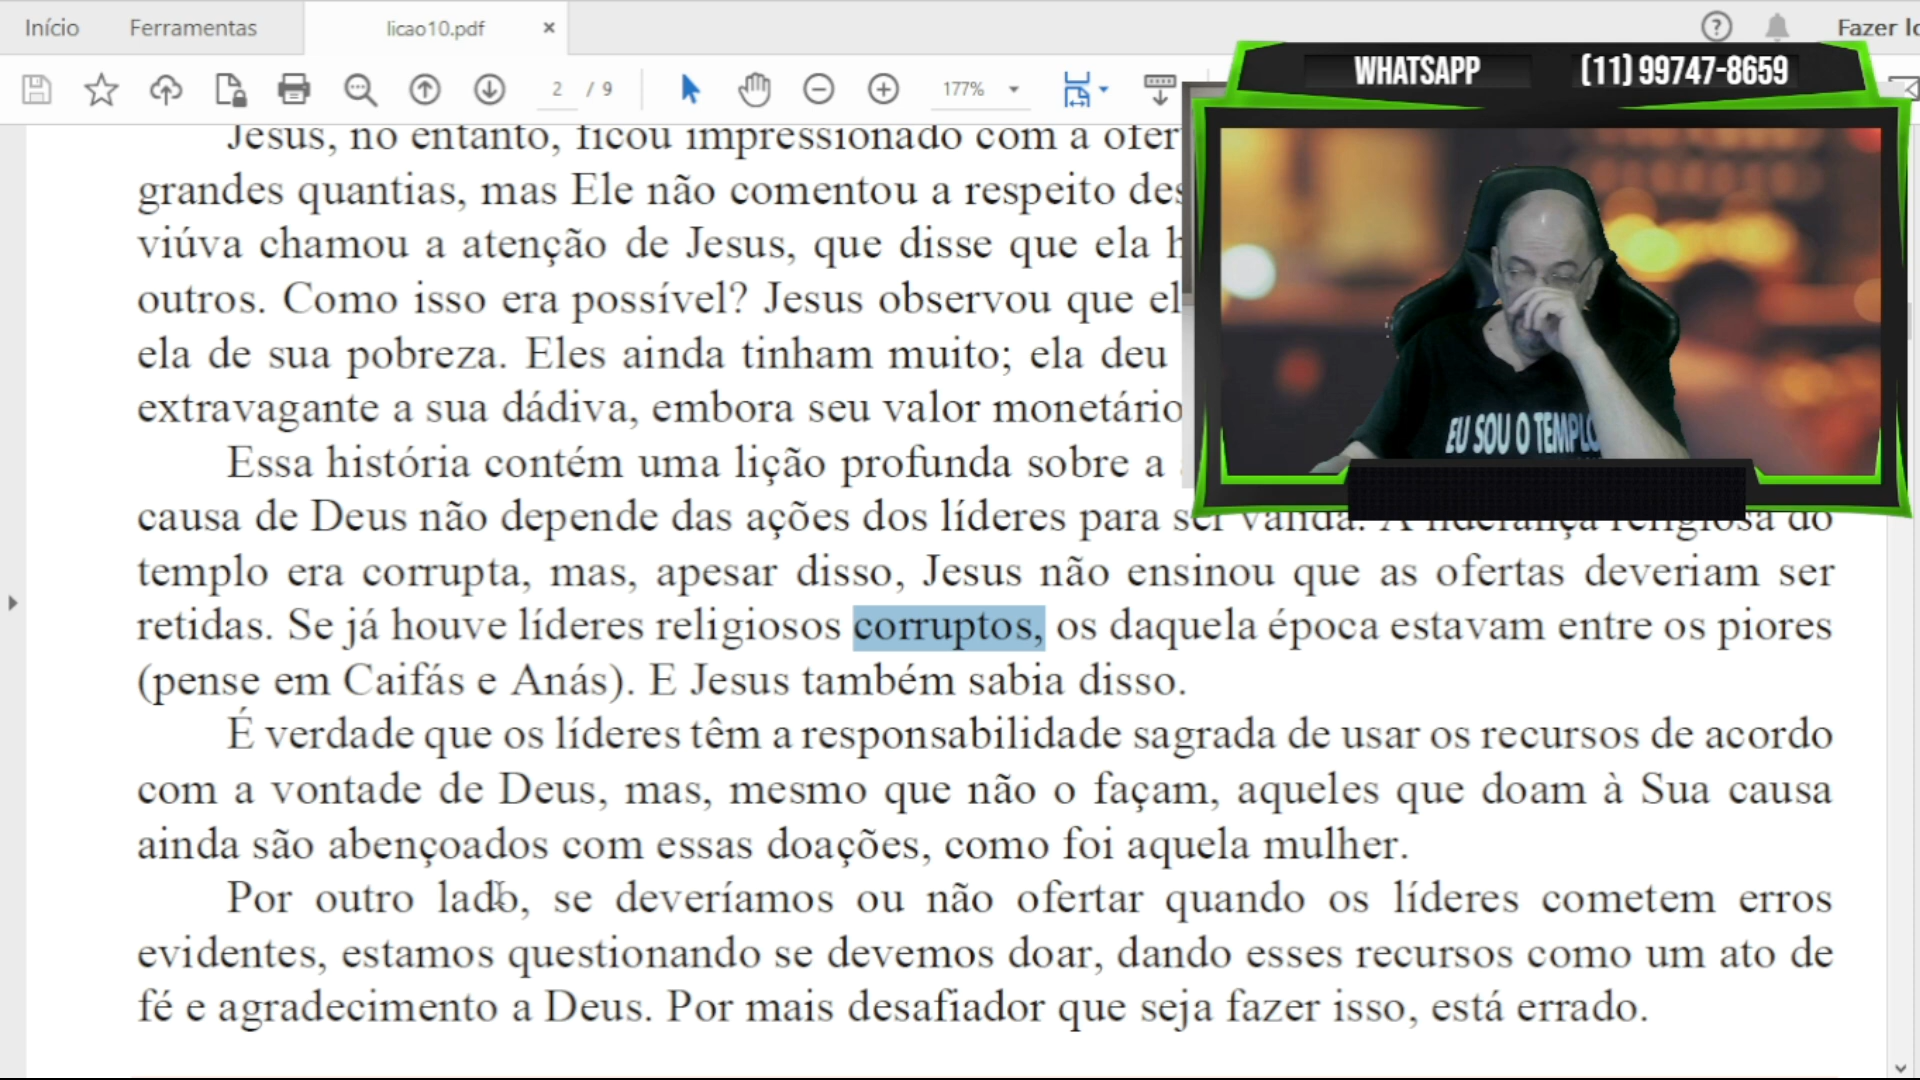 Início Ferramentas licao10.pdf × ? Fazer lo
2 / 9 177%
WHATSAPP (11) 99747-8659
Jesus, no entanto, ficou impressionado com a ofer
grandes quantias, mas Ele não comentou a respeito des
viúva chamou a atenção de Jesus, que disse que ela h
outros. Como isso era possível? Jesus observou que el
ela de sua pobreza. Eles ainda tinham muito; ela deu
extravagante a sua dádiva, embora seu valor monetário
EU SOU O TEMPLO
Essa história contém uma lição profunda sobre a
causa de Deus não depende das ações dos líderes para ser válida. A liderança religiosa do
templo era corrupta, mas, apesar disso, Jesus não ensinou que as ofertas deveriam ser
retidas. Se já houve líderes religiosos corruptos, os daquela época estavam entre os piores
(pense em Caifás e Anás). E Jesus também sabia disso.
É verdade que os líderes têm a responsabilidade sagrada de usar os recursos de acordo
com a vontade de Deus, mas, mesmo que não o façam, aqueles que doam à Sua causa
ainda são abençoados com essas doações, como foi aquela mulher.
Por outro lado, se deveríamos ou não ofertar quando os líderes cometem erros
evidentes, estamos questionando se devemos doar, dando esses recursos como um ato de
fé e agradecimento a Deus. Por mais desafiador que seja fazer isso, está errado.